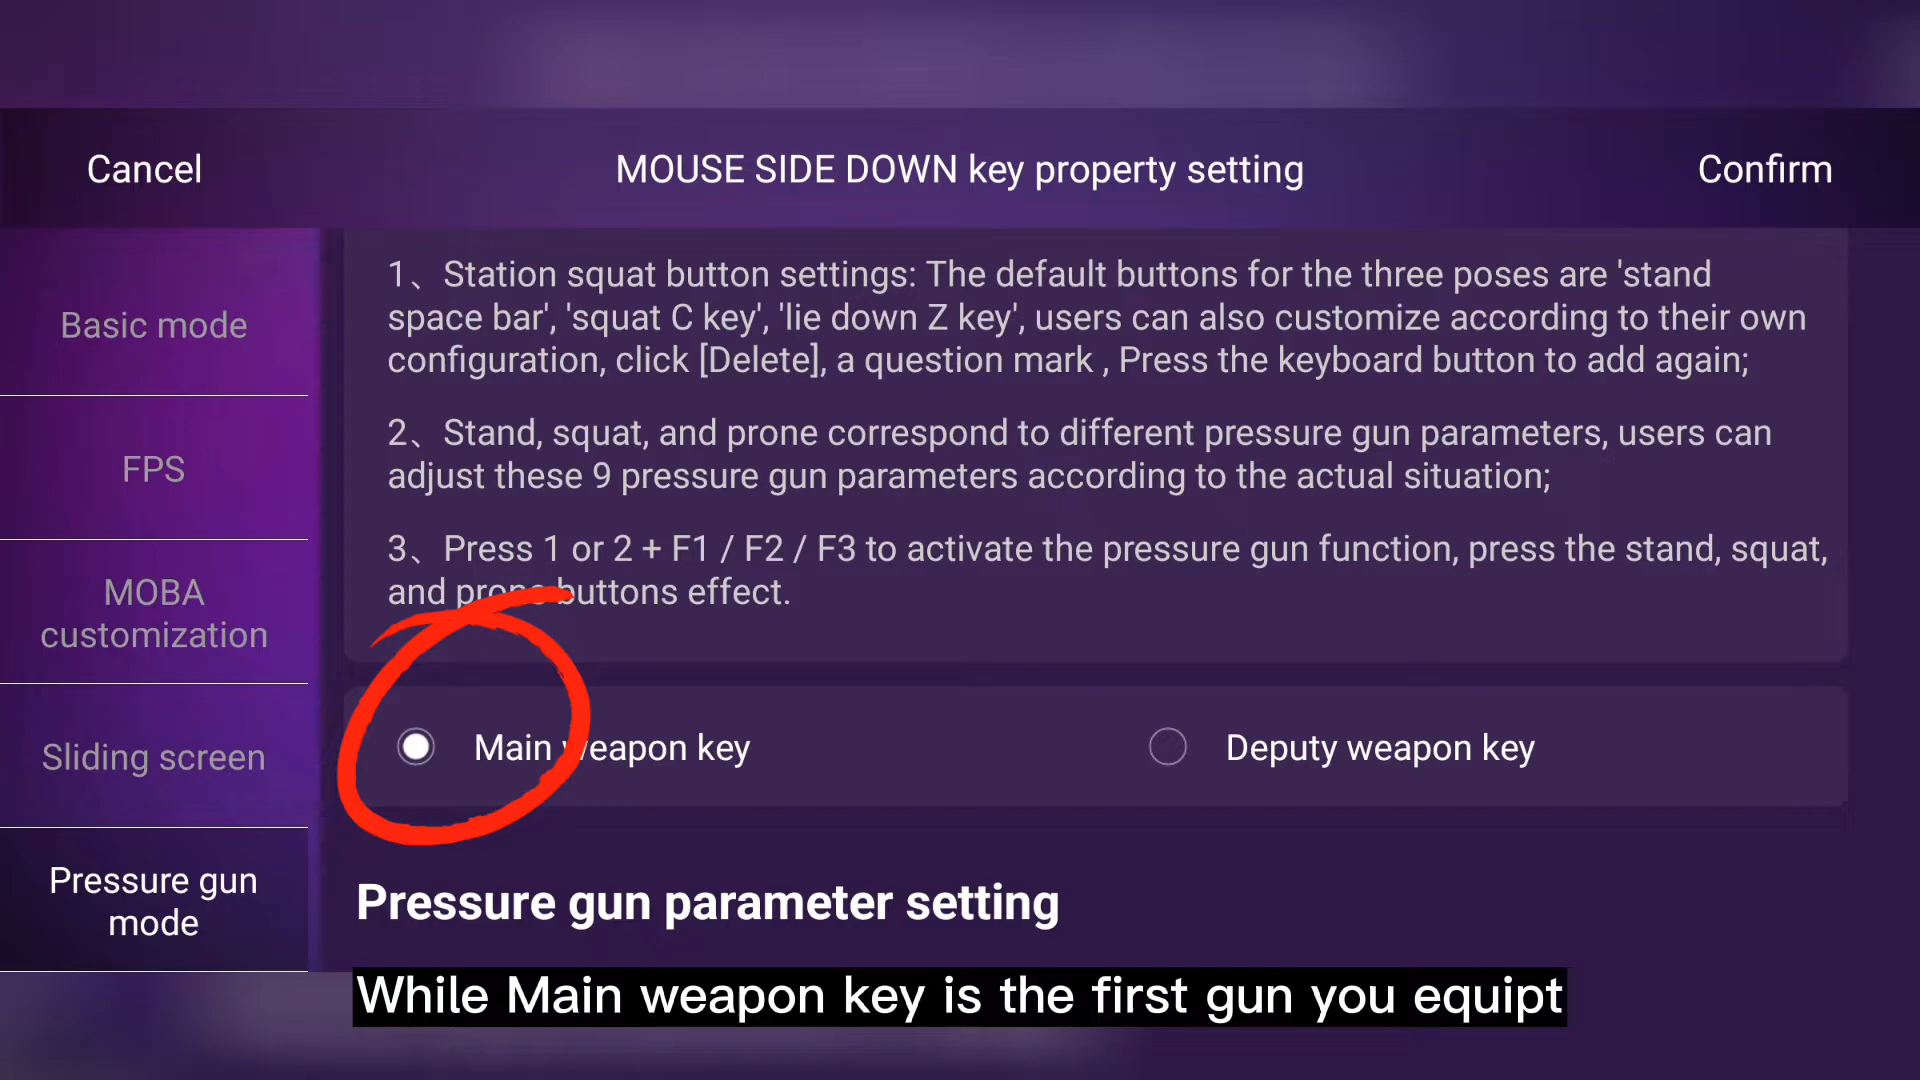 Cancel
MOUSE SIDE DOWN key property setting
Confirm
Basic mode
FPS
MOBA
customization
Sliding screen
Pressure gun
mode
1、Station squat button settings: The default buttons for the three poses are 'stand
space bar', 'squat C key', 'lie down Z key', users can also customize according to their own
configuration, click [Delete], a question mark , Press the keyboard button to add again;
2、Stand, squat, and prone correspond to different pressure gun parameters, users can
adjust these 9 pressure gun parameters according to the actual situation;
3、Press 1 or 2 + F1 / F2 / F3 to activate the pressure gun function, press the stand, squat,
and prone buttons effect.
Main weapon key
Deputy weapon key
Pressure gun parameter setting
While Main weapon key is the first gun you equipt